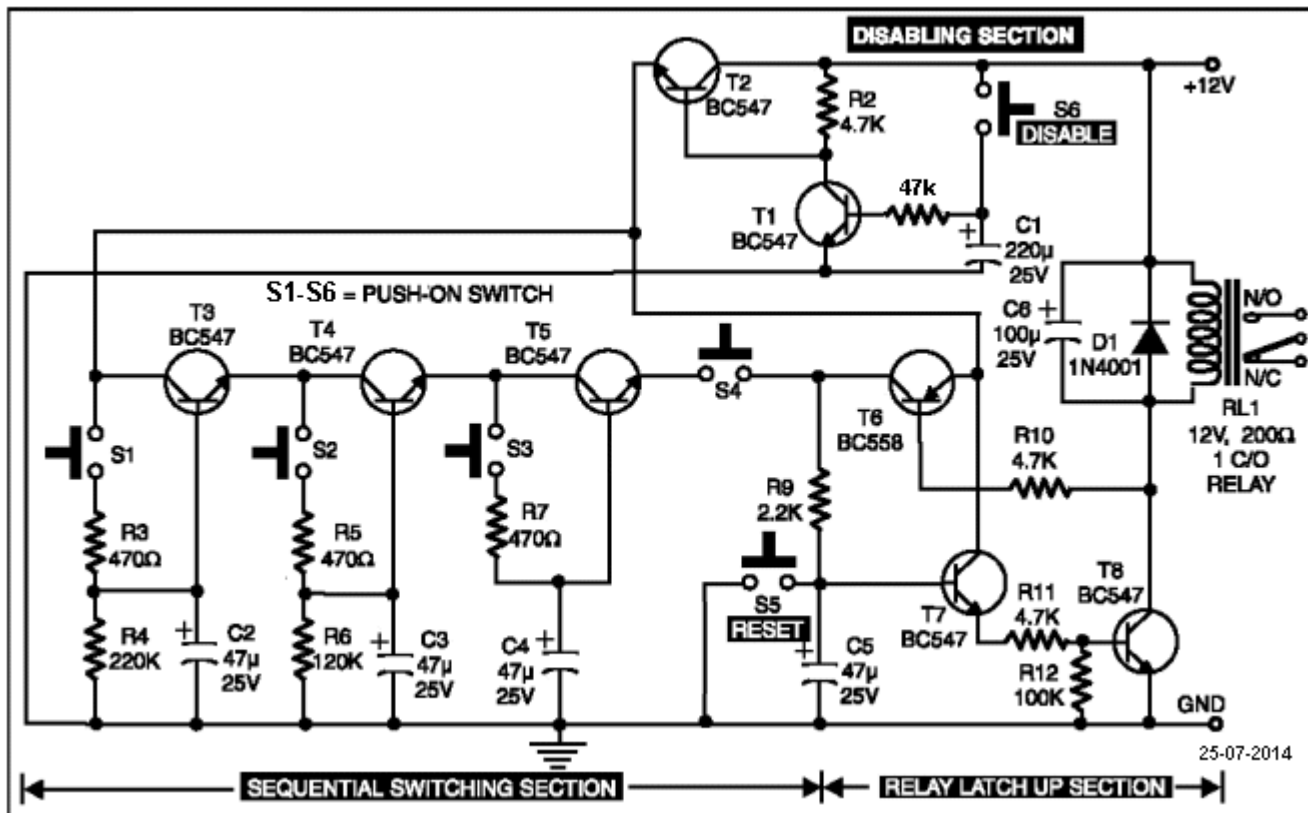 DISABLING SECTION
T2
BC547
R2
4.7K
S6
DISABLE
+12V
47k
T1
BC547
C1
220µ
25V
+
S1-S6 = PUSH-ON SWITCH
T3
BC547
T4
BC547
T5
BC547
S4
T6
BC558
C6
100µ
25V
+
D1
1N4001
N/O
N/C
RL1
12V, 200Ω
1 C/O
RELAY
S1
S2
S3
R3
470Ω
R5
470Ω
R7
470Ω
R9
2.2K
R10
4.7K
S5
RESET
T7
BC547
R11
4.7K
T8
BC547
R4
220K
+
C2
47µ
25V
R6
120K
+
C3
47µ
25V
+
C4
47µ
25V
+
C5
47µ
25V
R12
100K
GND
25-07-2014
SEQUENTIAL SWITCHING SECTION
RELAY LATCH UP SECTION